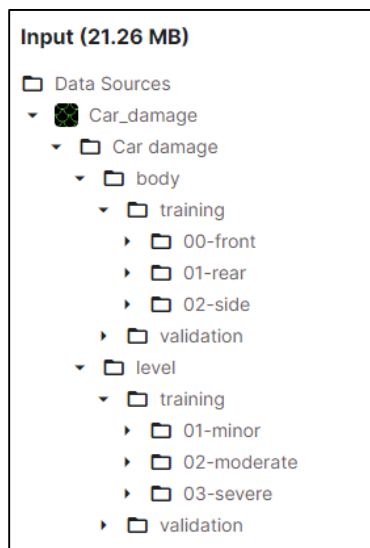 Input (21.26 MB)
Data Sources
Car_damage
Car damage
body
training
00-front
01-rear
02-side
validation
level
training
01-minor
02-moderate
03-severe
validation